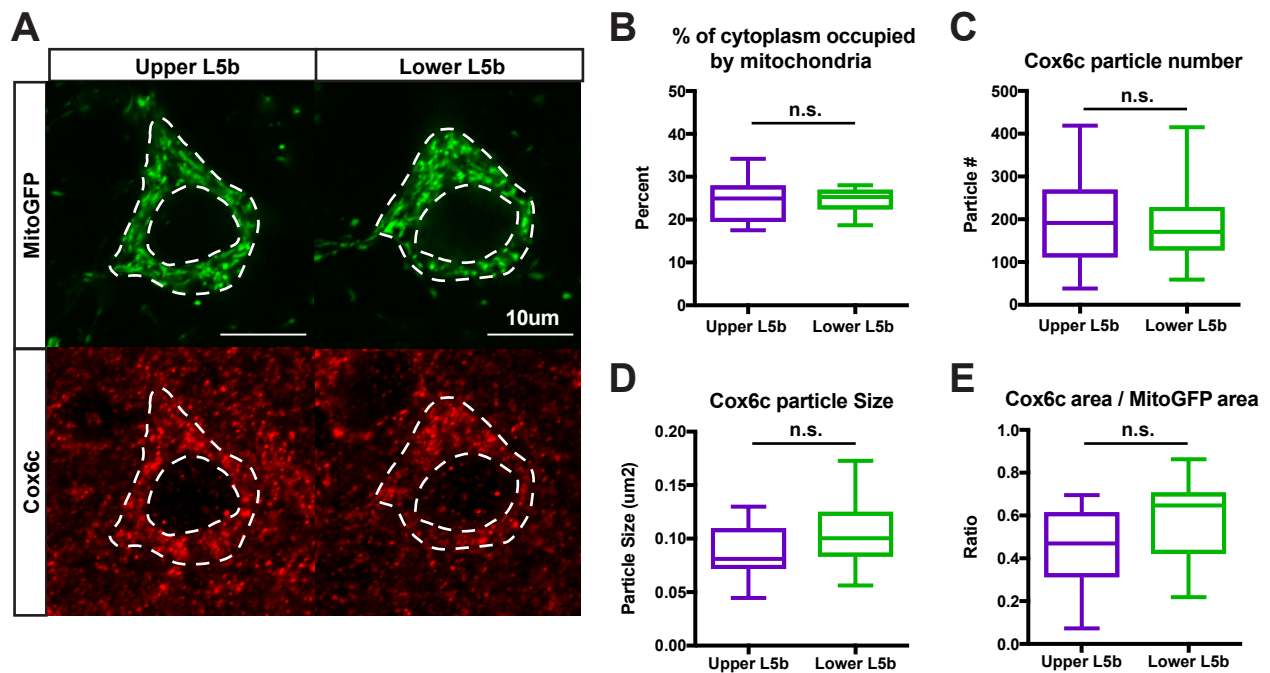 A
Upper L5b
Lower L5b
MitoGFP
10um
Cox6c
B
% of cytoplasm occupied
by mitochondria
n.s.
50
40
30
20
10
0
Percent
Upper L5b
Lower L5b
C
Cox6c particle number
n.s.
500
400
300
200
100
0
Particle #
Upper L5b
Lower L5b
D
Cox6c particle Size
n.s.
0.20
0.15
0.10
0.05
0.00
Particle Size (um2)
Upper L5b
Lower L5b
E
Cox6c area / MitoGFP area
n.s.
1.0
0.8
0.6
0.4
0.2
0.0
Ratio
Upper L5b
Lower L5b